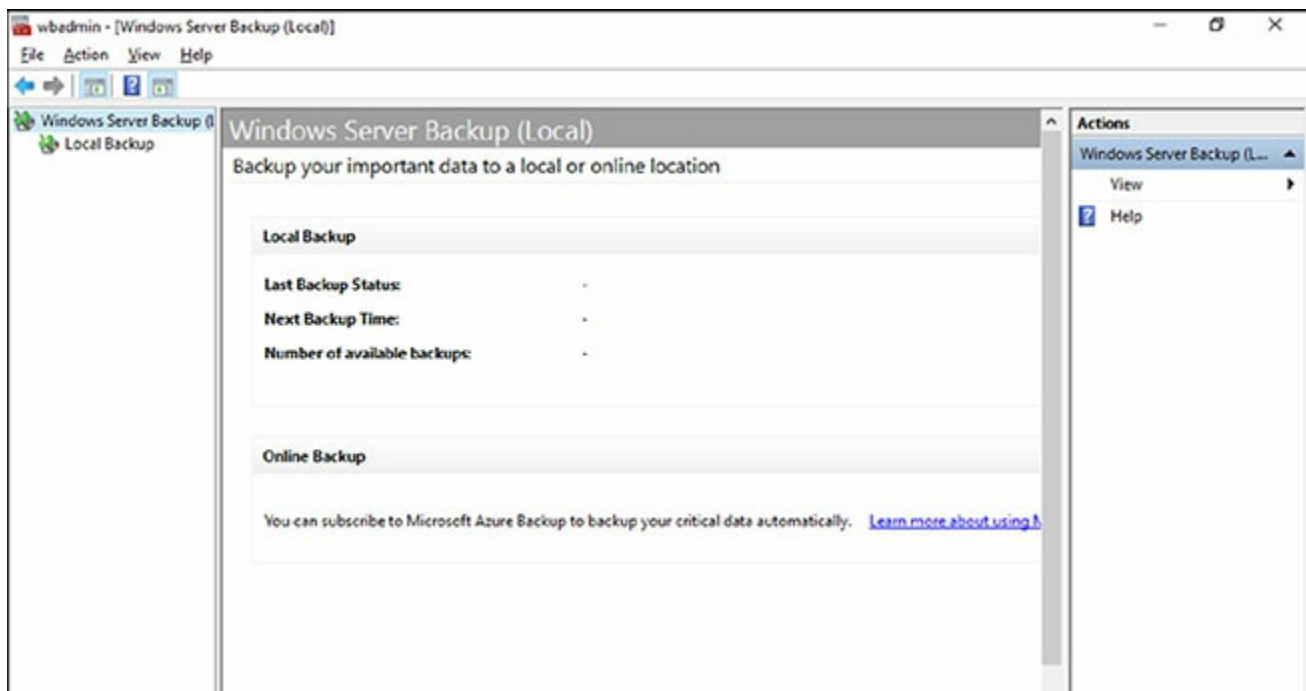 wbadmin - [Windows Server Backup (Local)]
File Action View Help
Windows Server Backup (L
Local Backup
Windows Server Backup (Local)
Backup your important data to a local or online location
Local Backup
Last Backup Status: -
Next Backup Time: -
Number of available backups: -
Online Backup
You can subscribe to Microsoft Azure Backup to backup your critical data automatically. Learn more about using M
Actions
Windows Server Backup (L...
View
Help